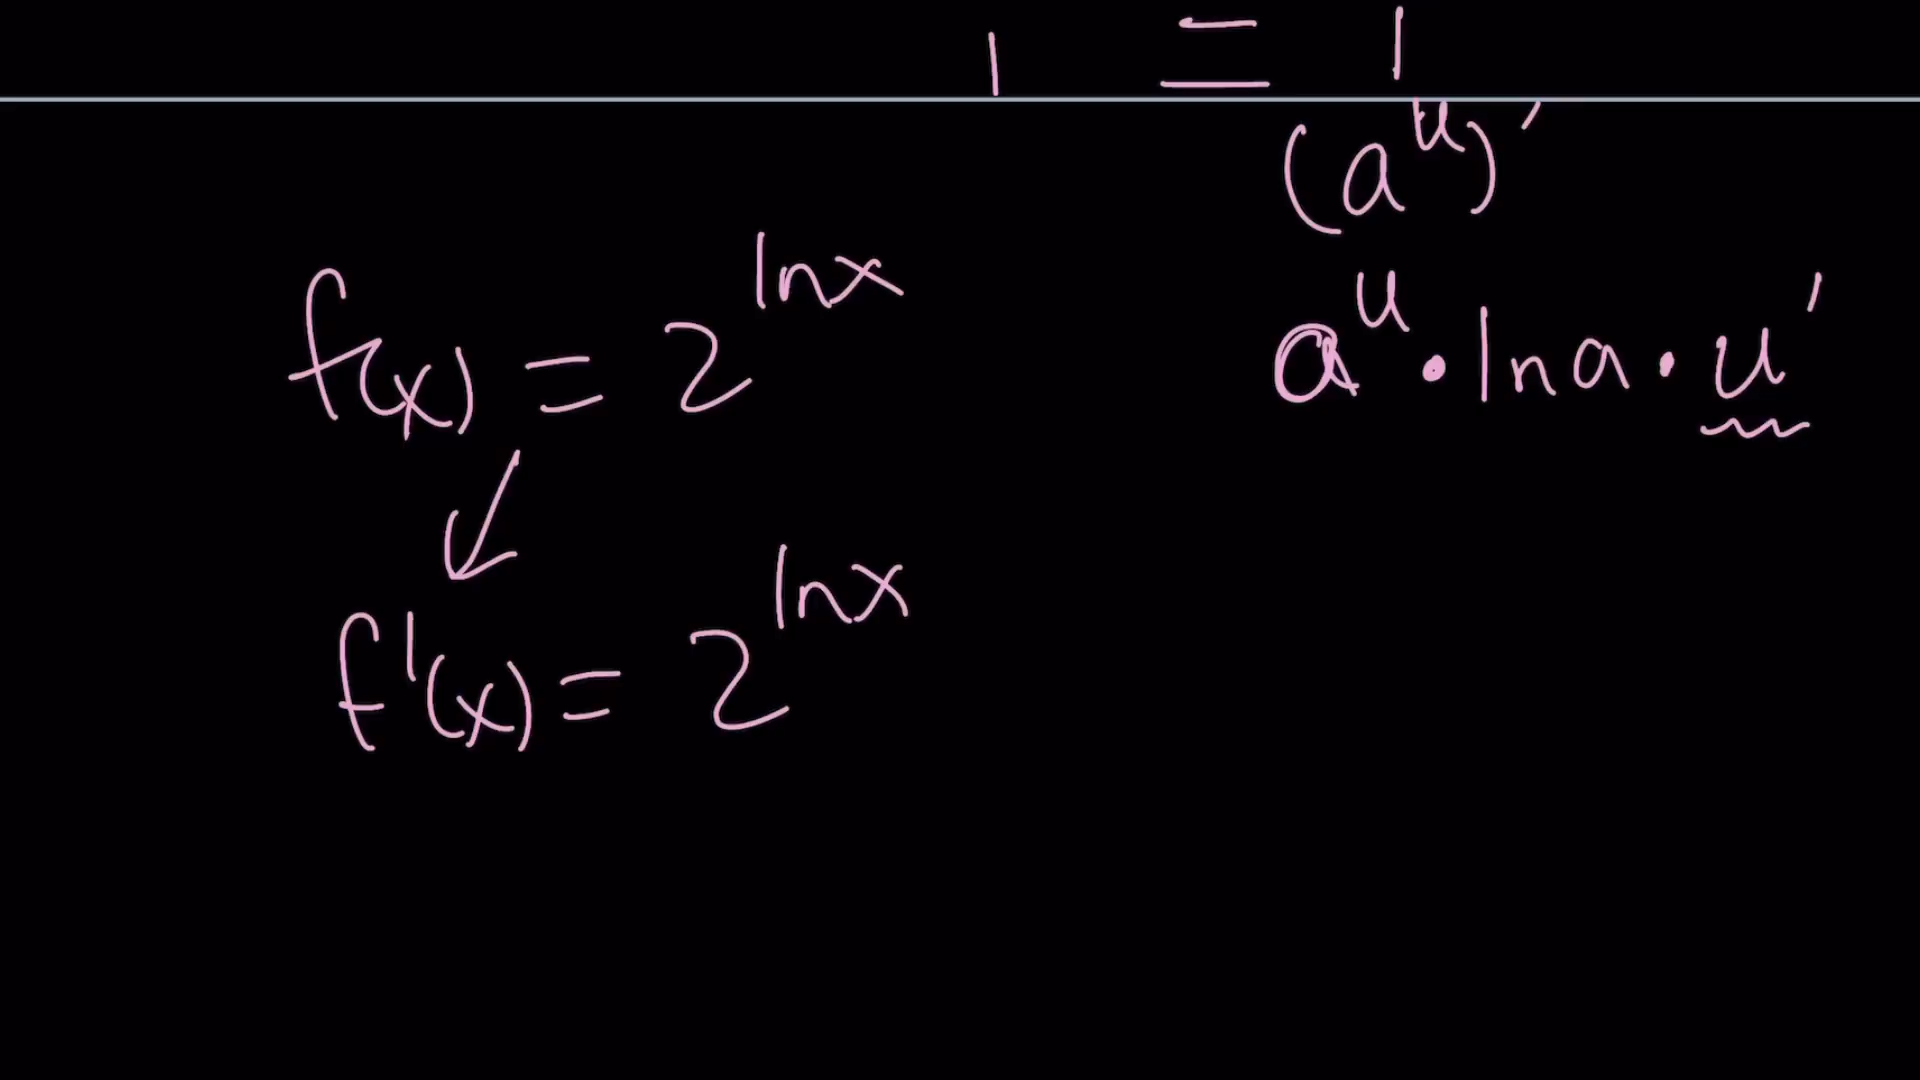 1 = 1
(a^u)'
f(x) = 2^lnx
a^u · ln a · u'
f'(x) = 2^lnx